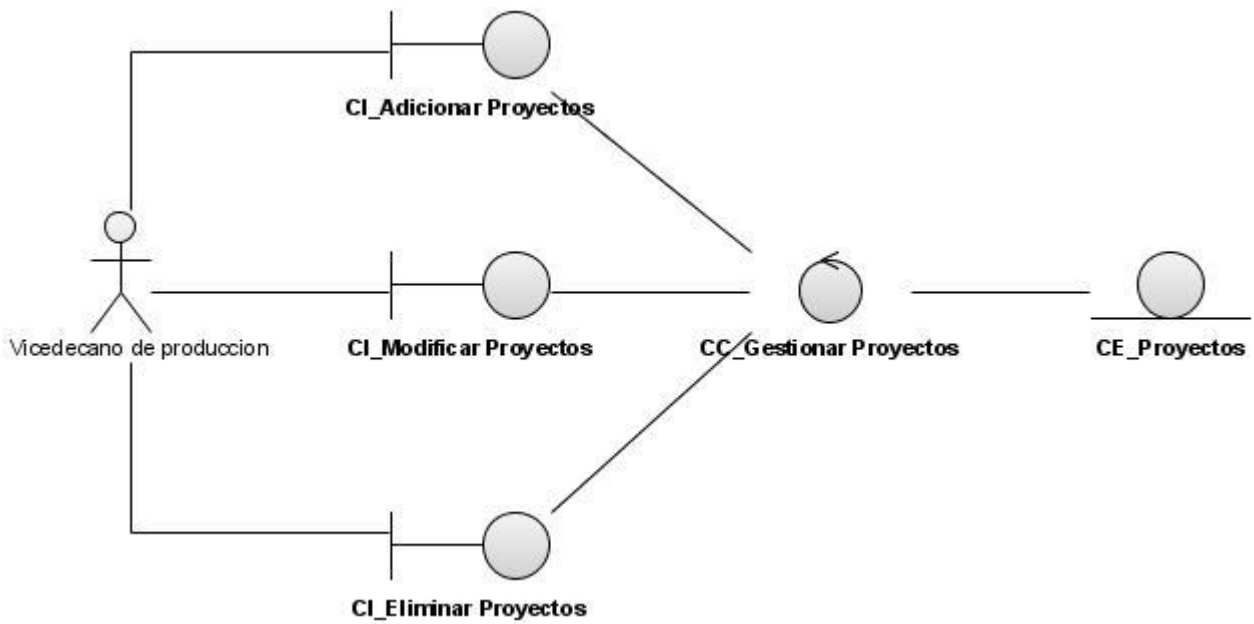 CI_Adicionar Proyectos
Vicedecano de produccion
CI_Modificar Proyectos
CC_Gestionar Proyectos
CE_Proyectos
CI_Eliminar Proyectos